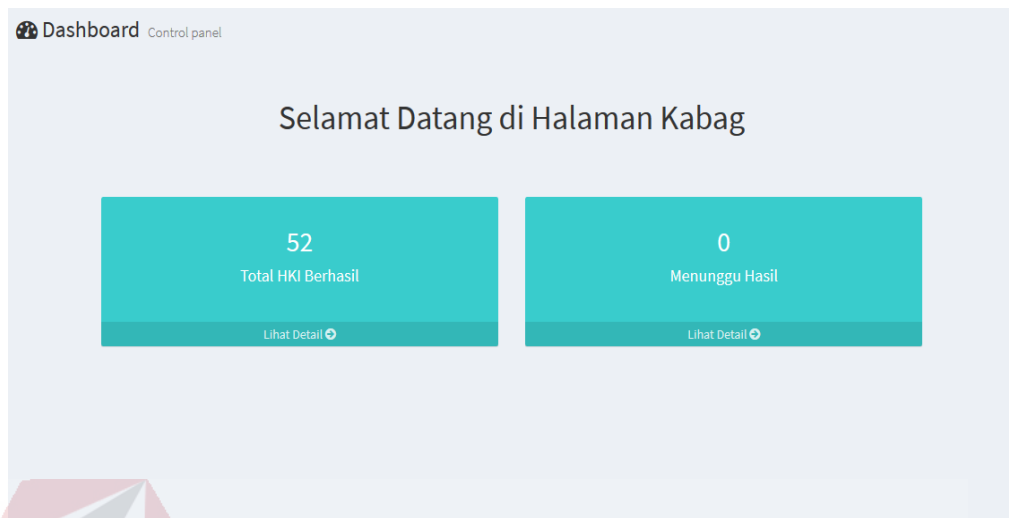 Dashboard Control panel
Selamat Datang di Halaman Kabag
52
Total HKI Berhasil
Lihat Detail
0
Menunggu Hasil
Lihat Detail